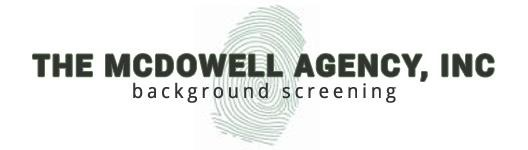 THE MCDOWELL AGENCY, INC
background screening